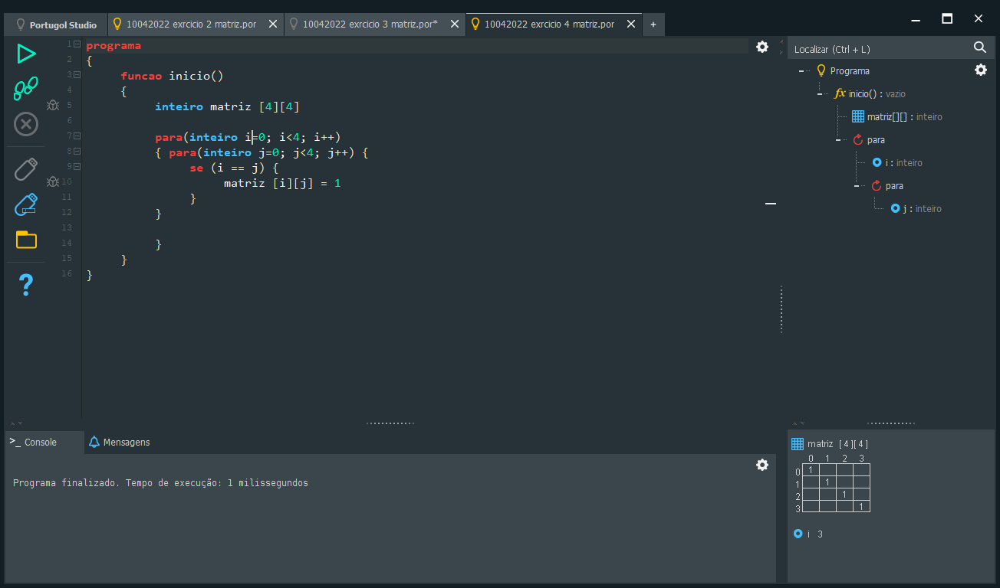 Portugol Studio
10042022 exrcicio 2 matriz.por
10042022 exrcicio 3 matriz.por*
10042022 exrcicio 4 matriz.por
+
1 programa
2 {
3 funcao inicio()
4 {
5 inteiro matriz [4][4]
6
7 para(inteiro i=0; i<4; i++)
8 { para(inteiro j=0; j<4; j++) {
9 se (i == j) {
10 matriz [i][j] = 1
11 }
12 }
13
14 }
15 }
16 }
?
Localizar (Ctrl + L)
Programa
fx inicio() : vazio
matriz[][] : inteiro
para
i : inteiro
para
j : inteiro
>_ Console
Mensagens
Programa finalizado. Tempo de execução: 1 milissegundos
matriz [4][4]
0 1 2 3
0 1
1 1
2 1
3 1
i 3